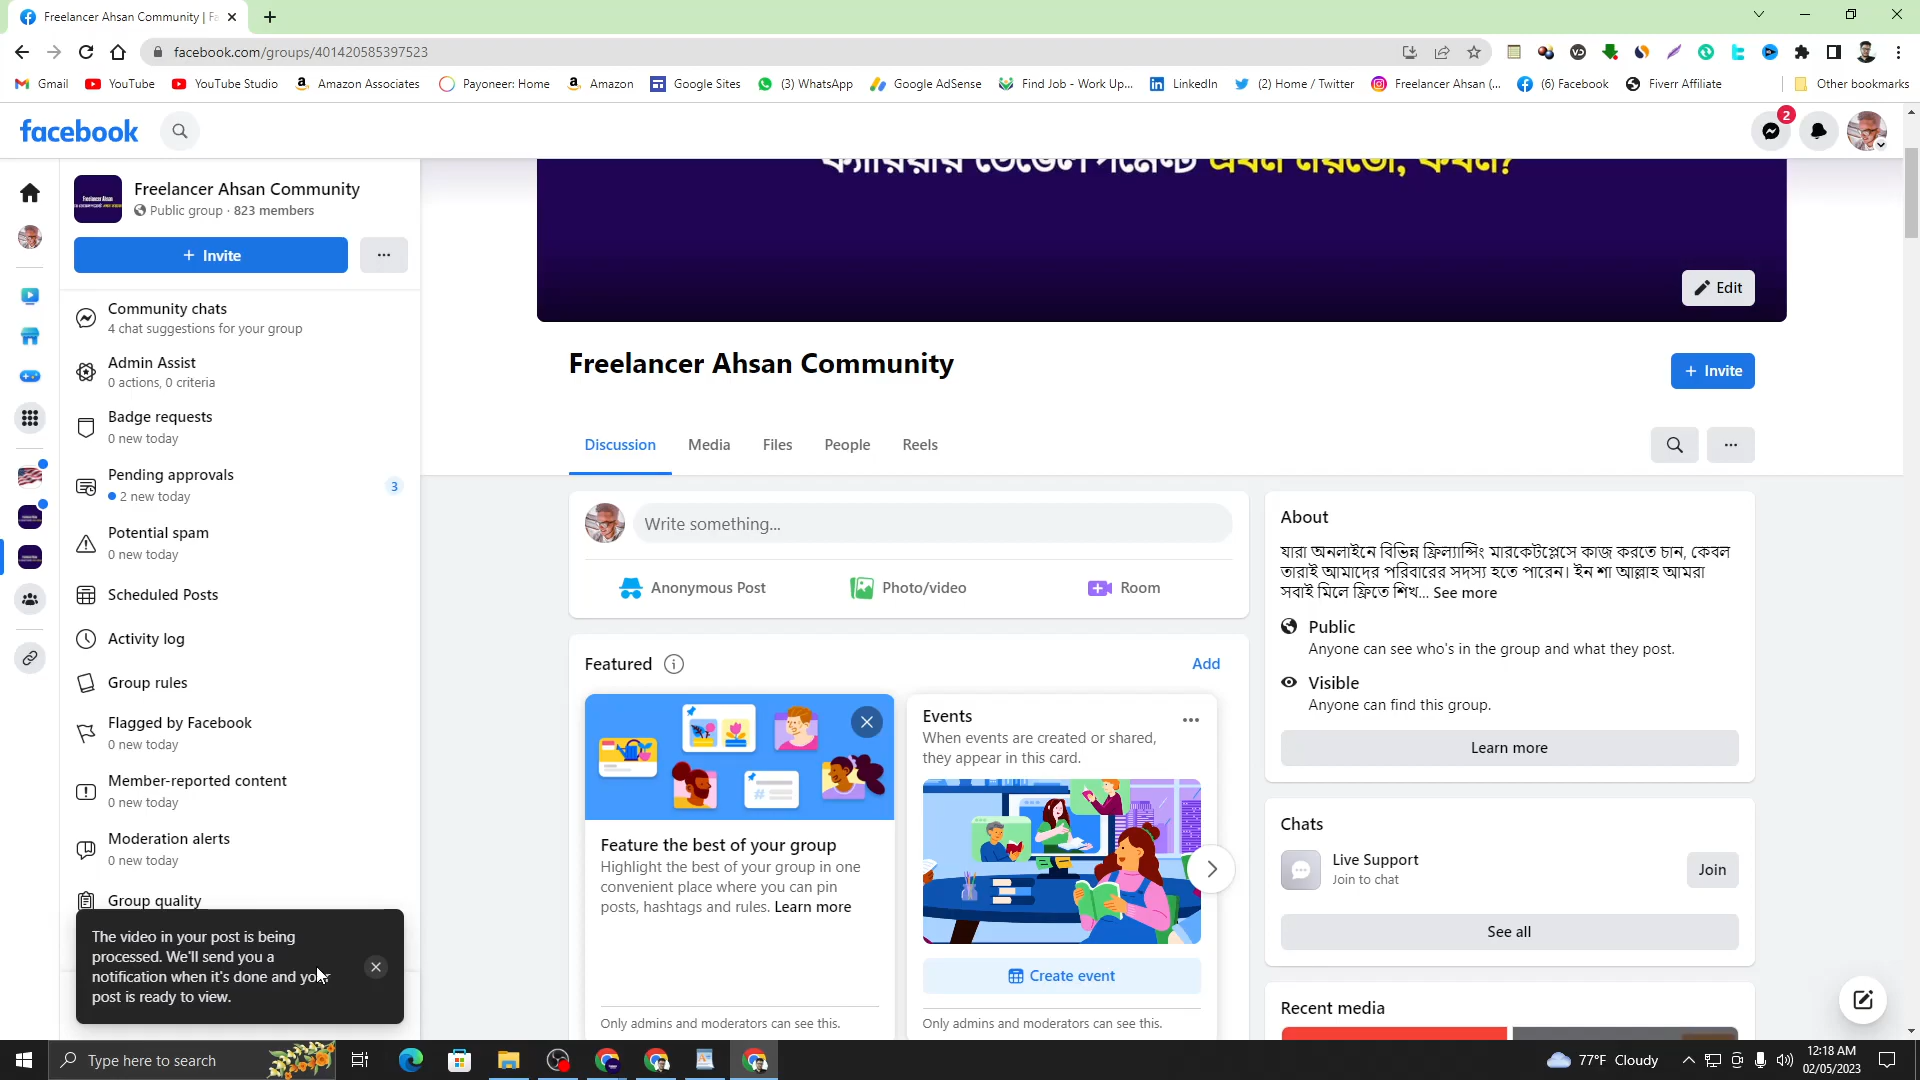 Freelancer Ahsan Community | Fa
facebook.com/groups/401420585397523
Gmail
YouTube
YouTube Studio
Amazon Associates
Payoneer: Home
Amazon
Google Sites
(3) WhatsApp
Google AdSense
Find Job - Work Up...
LinkedIn
(2) Home / Twitter
Freelancer Ahsan (...
(6) Facebook
Fiverr Affiliate
Other bookmarks
facebook
2
Freelancer Ahsan Community
Public group · 823 members
+ Invite
Community chats
4 chat suggestions for your group
Admin Assist
0 actions, 0 criteria
Badge requests
0 new today
Pending approvals
2 new today
3
Potential spam
0 new today
Scheduled Posts
Activity log
Group rules
Flagged by Facebook
0 new today
Member-reported content
0 new today
Moderation alerts
0 new today
Group quality
The video in your post is being
processed. We'll send you a
notification when it's done and your
post is ready to view.
Edit
Freelancer Ahsan Community
+ Invite
Discussion
Media
Files
People
Reels
Write something...
Anonymous Post
Photo/video
Room
Featured
Add
Feature the best of your group
Highlight the best of your group in one
convenient place where you can pin
posts, hashtags and rules. Learn more
Only admins and moderators can see this.
Events
When events are created or shared,
they appear in this card.
Create event
Only admins and moderators can see this.
About
যারা অনলাইনে বিভিন্ন ফ্রিল্যান্সিং মারকেটপ্লেসে কাজ করতে চান, কেবল
তারাই আমাদের পরিবারের সদস্য হতে পারেন। ইন শা আল্লাহ আমরা
সবাই মিলে ফ্রিতে শিখ... See more
Public
Anyone can see who's in the group and what they post.
Visible
Anyone can find this group.
Learn more
Chats
Live Support
Join to chat
Join
See all
Recent media
Type here to search
77°F Cloudy
12:18 AM
02/05/2023